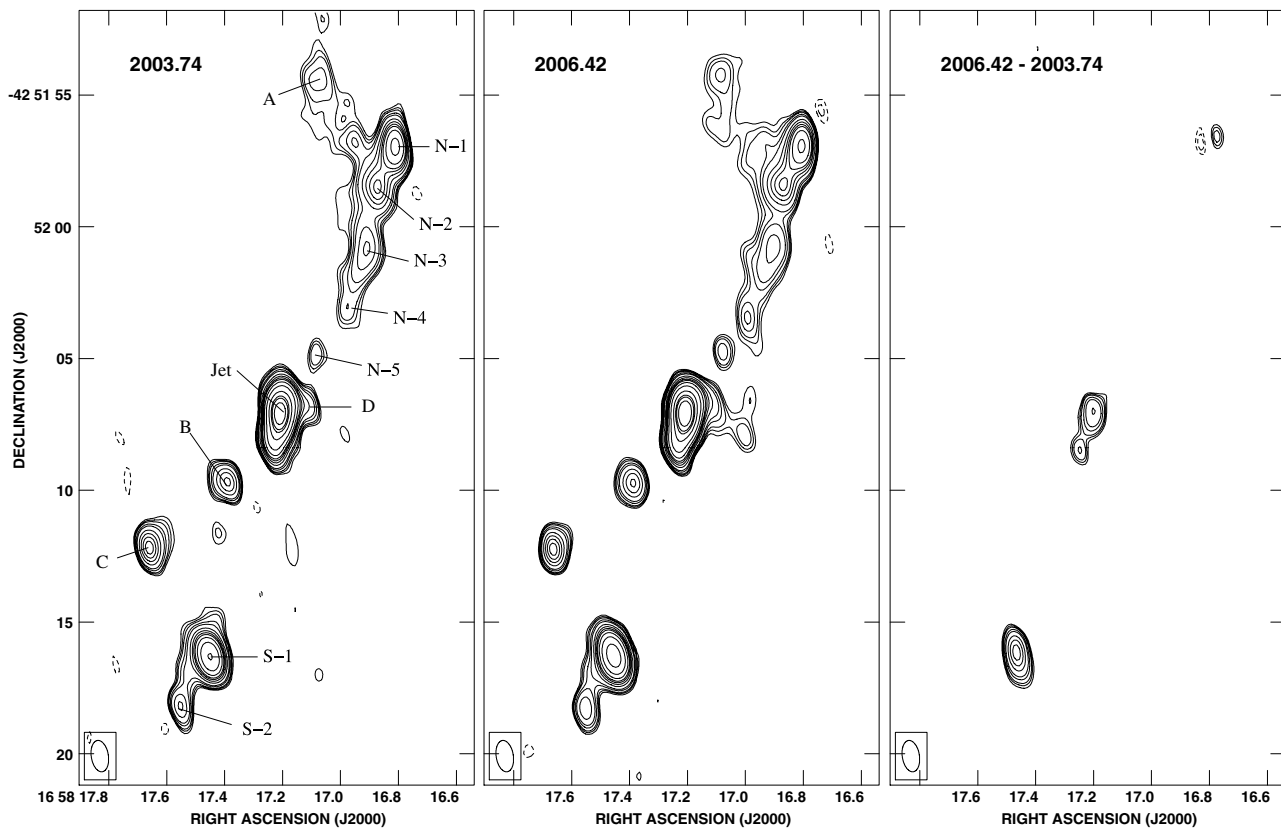 2003.74
2006.42
2006.42 - 2003.74
A
N-1
N-2
N-3
N-4
N-5
Jet
D
B
C
S-1
S-2
DECLINATION (J2000)
-42 51 55
52 00
05
10
15
20
16 58 17.8 17.6 17.4 17.2 17.0 16.8 16.6
17.6 17.4 17.2 17.0 16.8 16.6
17.6 17.4 17.2 17.0 16.8 16.6
RIGHT ASCENSION (J2000)
RIGHT ASCENSION (J2000)
RIGHT ASCENSION (J2000)